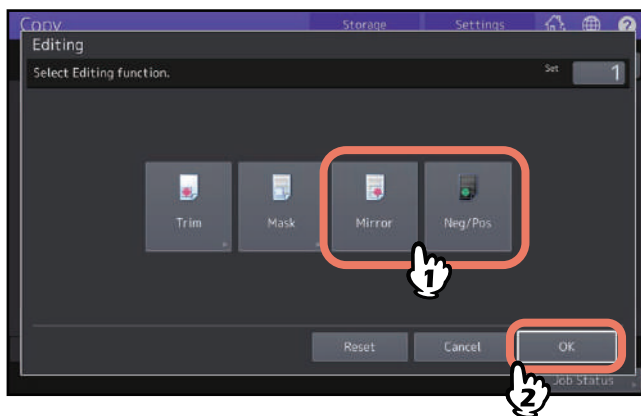 Copy Storage Settings
Editing
Select Editing function. Set 1
Trim Mask Mirror Neg/Pos
1
Reset Cancel OK
Job Status
2